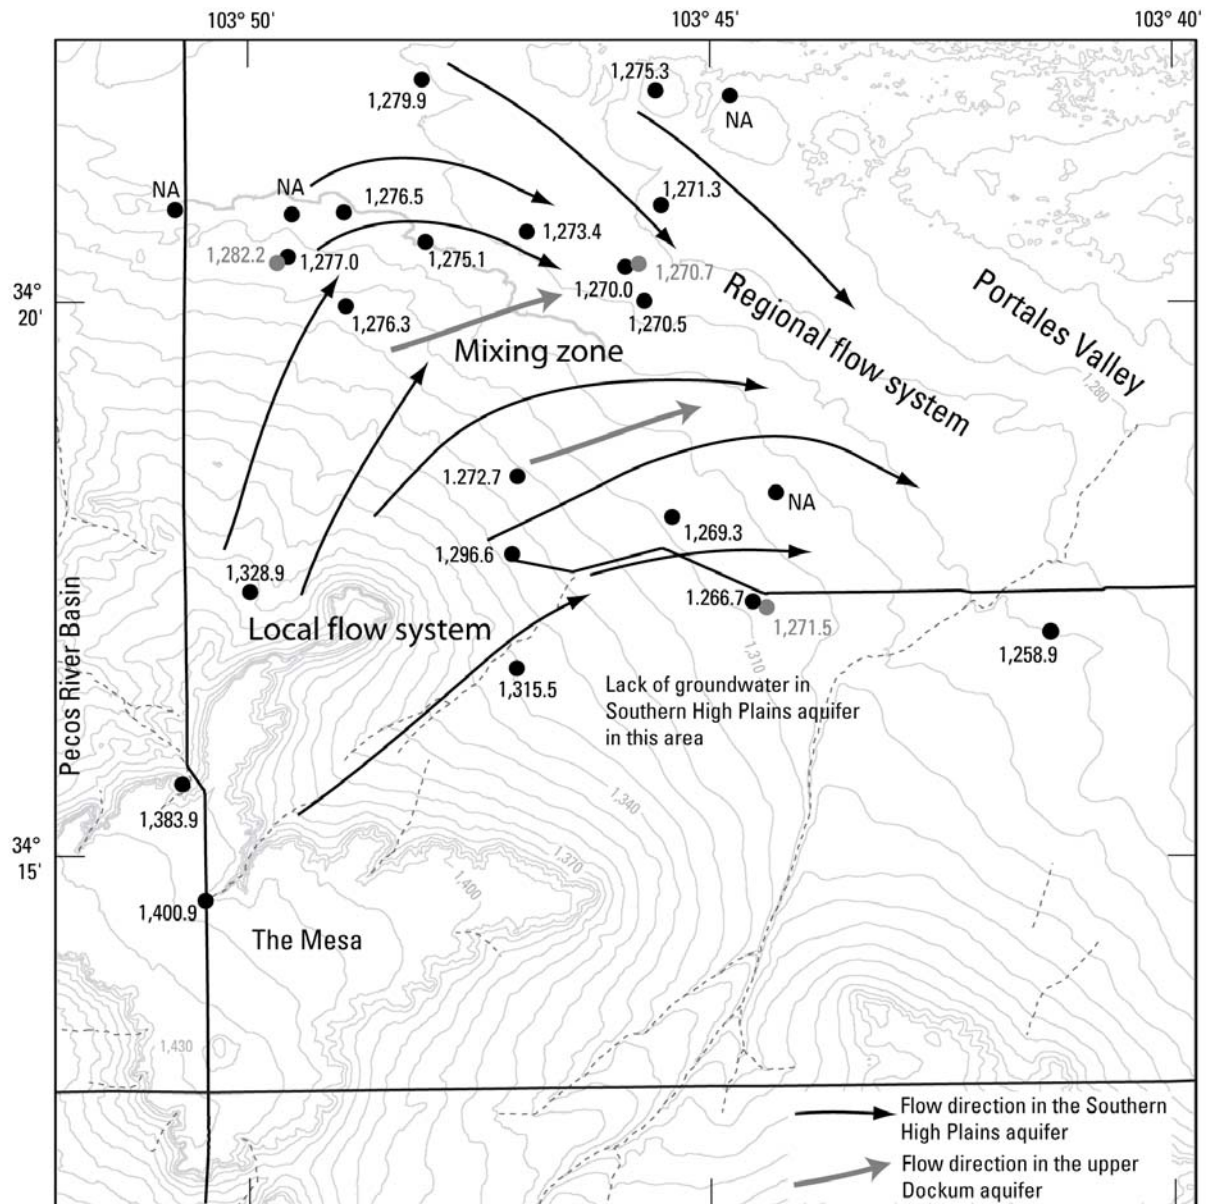 103° 50'
103° 45'
103° 40'
1,275.3
1,279.9
NA
NA
NA
1,276.5
1,271.3
1,273.4
1,282.2
1,277.0
1,275.1
1,270.7
1,270.0
34°
20'
1,276.3
1,270.5
Regional flow system
Portales Valley
Mixing zone
1,280
1.272.7
NA
1,269.3
1,296.6
1,328.9
1.266.7
1,271.5
Local flow system
1,258.9
1,310
1,315.5
Pecos River Basin
Lack of groundwater in
Southern High Plains aquifer
in this area
1,383.9
1,340
34°
15'
1,370
1,400
1,400.9
The Mesa
1,430
Flow direction in the Southern
High Plains aquifer
Flow direction in the upper
Dockum aquifer